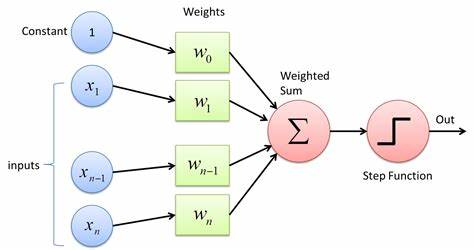 Weights
Constant
1
w₀
x₁
w₁
Weighted
Sum
Σ
Out
inputs
Step Function
xₙ₋₁
wₙ₋₁
xₙ
wₙ